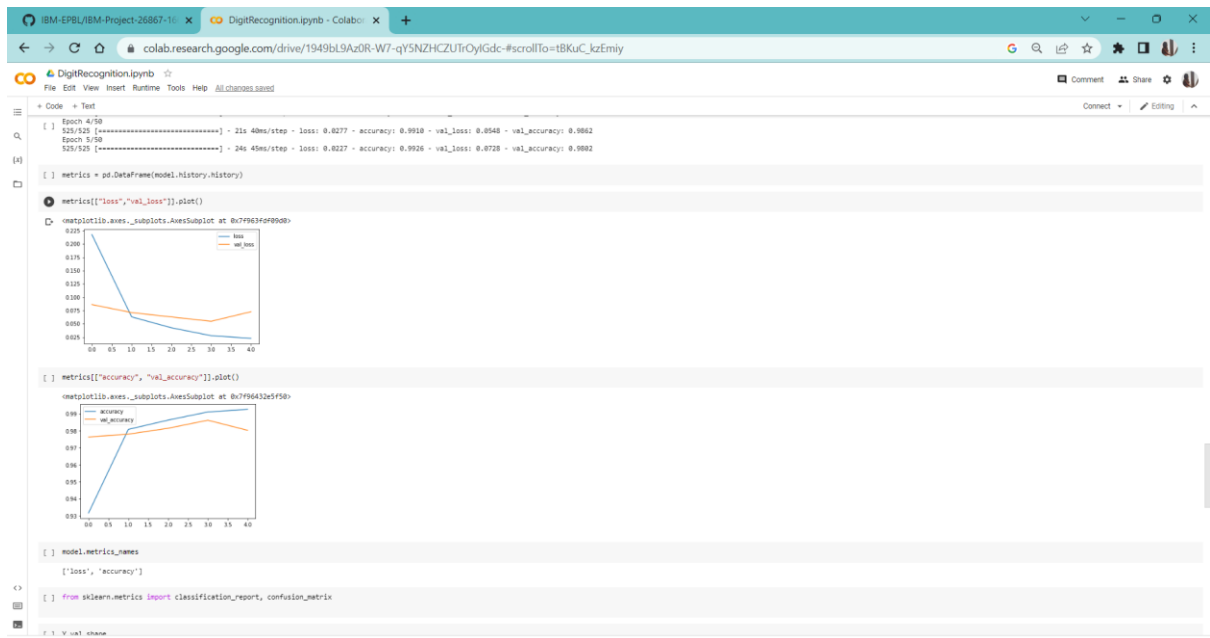 IBM-EPBL/IBM-Project-26867-16
DigitRecognition.ipynb - Colabor
colab.research.google.com/drive/1949bL9Az0R-W7-qY5NZHCZUTrOylGdc-#scrollTo=tBKuC_kzEmiy
DigitRecognition.ipynb
File Edit View Insert Runtime Tools Help All changes saved
Comment Share
+ Code + Text
Connect Editing
Epoch 4/50
525/525 [==============================] - 21s 40ms/step - loss: 0.0277 - accuracy: 0.9910 - val_loss: 0.0548 - val_accuracy: 0.9862
Epoch 5/50
525/525 [==============================] - 24s 45ms/step - loss: 0.0227 - accuracy: 0.9926 - val_loss: 0.0728 - val_accuracy: 0.9802
[ ] metrics = pd.DataFrame(model.history.history)
metrics[["loss","val_loss"]].plot()
<matplotlib.axes._subplots.AxesSubplot at 0x7f963fdf09d0>
0.225
0.200
0.175
0.150
0.125
0.100
0.075
0.050
0.025
loss
val_loss
0.0 0.5 1.0 1.5 2.0 2.5 3.0 3.5 4.0
[ ] metrics[["accuracy", "val_accuracy"]].plot()
<matplotlib.axes._subplots.AxesSubplot at 0x7f96432e5f50>
accuracy
val_accuracy
0.99
0.98
0.97
0.96
0.95
0.94
0.93
0.0 0.5 1.0 1.5 2.0 2.5 3.0 3.5 4.0
[ ] model.metrics_names
['loss', 'accuracy']
[ ] from sklearn.metrics import classification_report, confusion_matrix
[ ] Y_val.shape